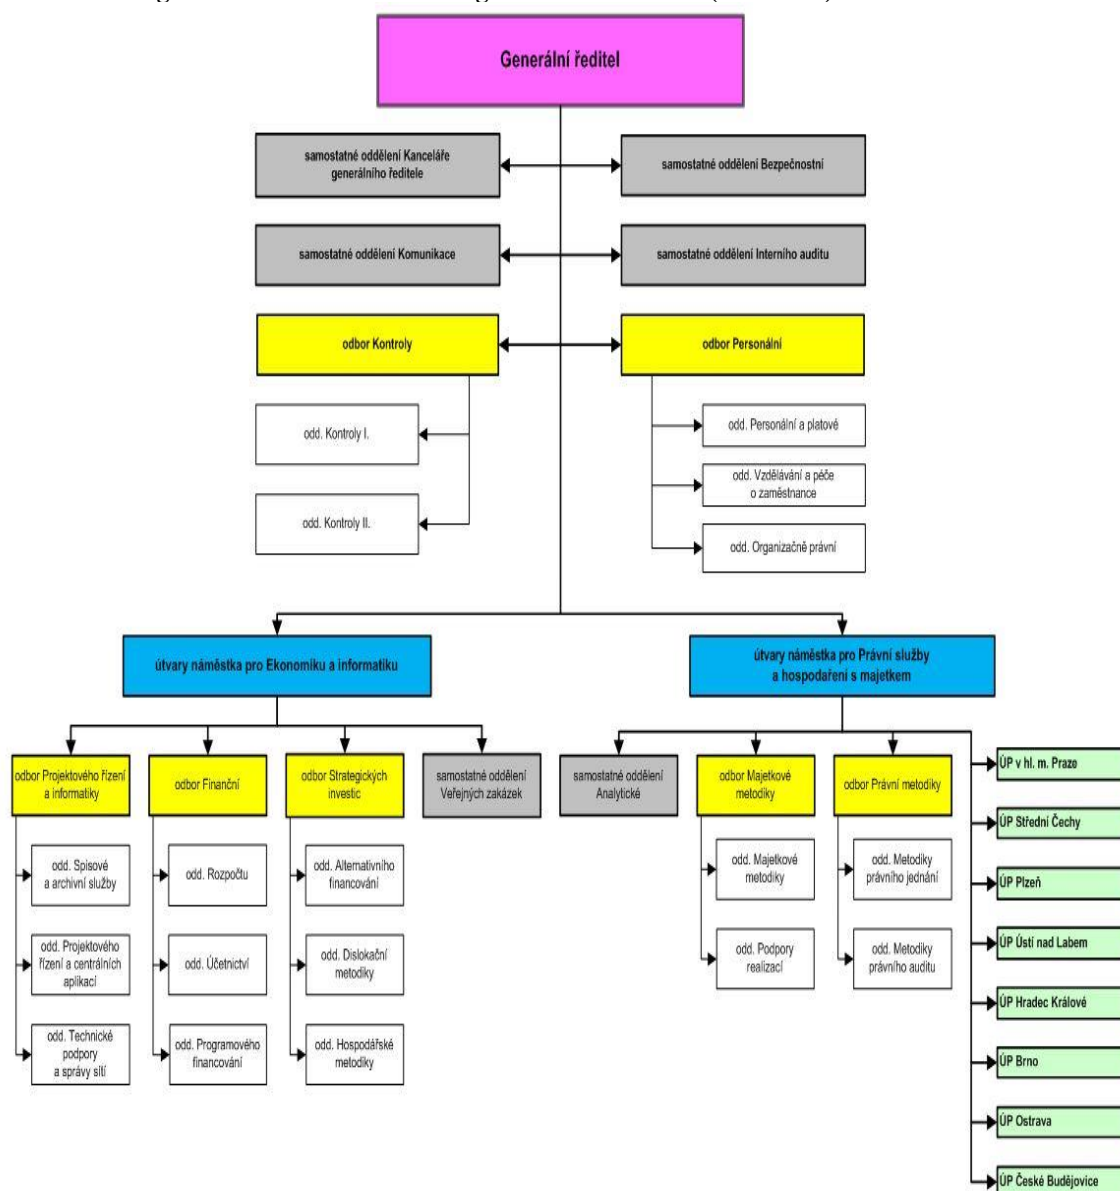 Generální ředitel
samostatné oddělení Kanceláře
generálního ředitele
samostatné oddělení Bezpečnostní
samostatné oddělení Komunikace
samostatné oddělení Interního auditu
odbor Kontroly
odbor Personální
odd. Kontroly I.
odd. Kontroly II.
odd. Personální a platové
odd. Vzdělávání a péče
o zaměstnance
odd. Organizačně právní
útvary náměstka pro Ekonomiku a informatiku
útvary náměstka pro Právní služby
a hospodaření s majetkem
odbor Projektového řízení
a informatiky
odbor Finanční
odbor Strategických
investic
samostatné oddělení
Veřejných zakázek
samostatné oddělení
Analytické
odbor Majetkové
metodiky
odbor Právní metodiky
odd. Spisové
a archivní služby
odd. Projektového
řízení a centrálních
aplikací
odd. Technické
podpory
a správy sítí
odd. Rozpočtu
odd. Účetnictví
odd. Programového
financování
odd. Alternativního
financování
odd. Dislokační
metodiky
odd. Hospodářské
metodiky
odd. Majetkové
metodiky
odd. Podpory
realizací
odd. Metodiky
právního jednání
odd. Metodiky
právního auditu
ÚP v hl. m. Praze
ÚP Střední Čechy
ÚP Plzeň
ÚP Ústí nad Labem
ÚP Hradec Králové
ÚP Brno
ÚP Ostrava
ÚP České Budějovice